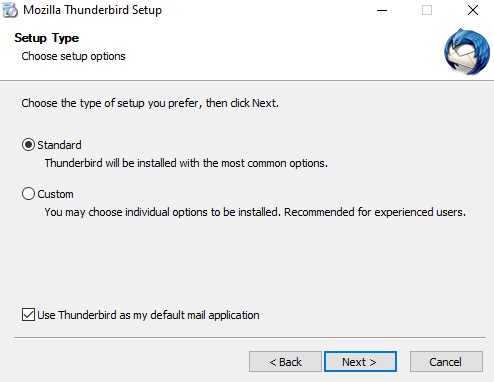 Mozilla Thunderbird Setup
Setup Type
Choose setup options
Choose the type of setup you prefer, then click Next.
Standard
Thunderbird will be installed with the most common options.
Custom
You may choose individual options to be installed. Recommended for experienced users.
Use Thunderbird as my default mail application
< Back Next > Cancel